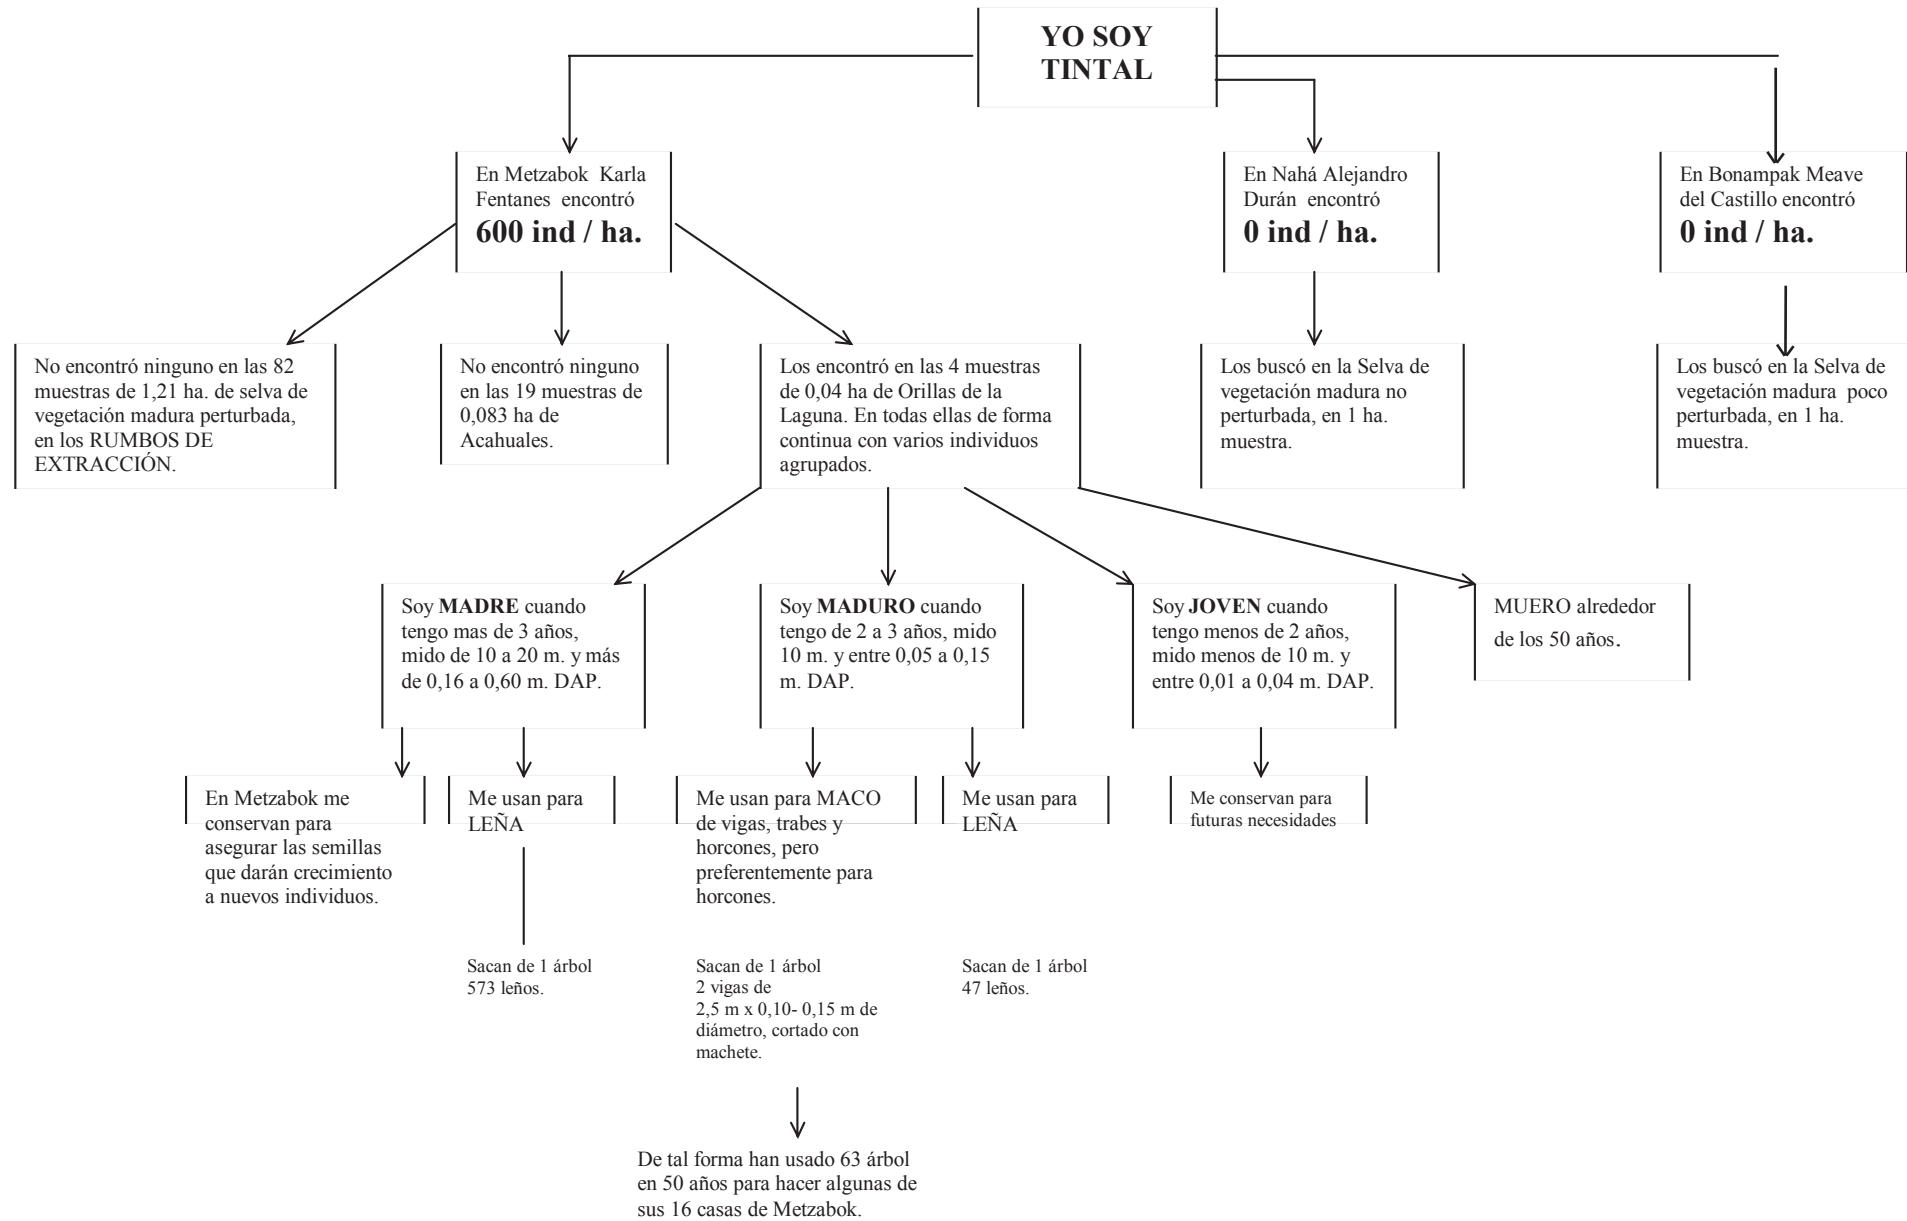 YO SOY
TINTAL
En Metzabok Karla
Fentanes encontró
600 ind / ha.
En Nahá Alejandro
Durán encontró
0 ind / ha.
En Bonampak Meave
del Castillo encontró
0 ind / ha.
No encontró ninguno en las 82
muestras de 1,21 ha. de selva de
vegetación madura perturbada,
en los RUMBOS DE
EXTRACCIÓN.
No encontró ninguno
en las 19 muestras de
0,083 ha de
Acahuales.
Los encontró en las 4 muestras
de 0,04 ha de Orillas de la
Laguna. En todas ellas de forma
continua con varios individuos
agrupados.
Los buscó en la Selva de
vegetación madura no
perturbada, en 1 ha.
muestra.
Los buscó en la Selva de
vegetación madura poco
perturbada, en 1 ha.
muestra.
Soy MADRE cuando
tengo mas de 3 años,
mido de 10 a 20 m. y más
de 0,16 a 0,60 m. DAP.
Soy MADURO cuando
tengo de 2 a 3 años, mido
10 m. y entre 0,05 a 0,15
m. DAP.
Soy JOVEN cuando
tengo menos de 2 años,
mido menos de 10 m. y
entre 0,01 a 0,04 m. DAP.
MUERO alrededor
de los 50 años.
En Metzabok me
conservan para
asegurar las semillas
que darán crecimiento
a nuevos individuos.
Me usan para
LEÑA
Me usan para MACO
de vigas, trabes y
horcones, pero
preferentemente para
horcones.
Me usan para
LEÑA
Me conservan para
futuras necesidades
Sacan de 1 árbol
573 leños.
Sacan de 1 árbol
2 vigas de
2,5 m x 0,10- 0,15 m de
diámetro, cortado con
machete.
Sacan de 1 árbol
47 leños.
De tal forma han usado 63 árbol
en 50 años para hacer algunas de
sus 16 casas de Metzabok.